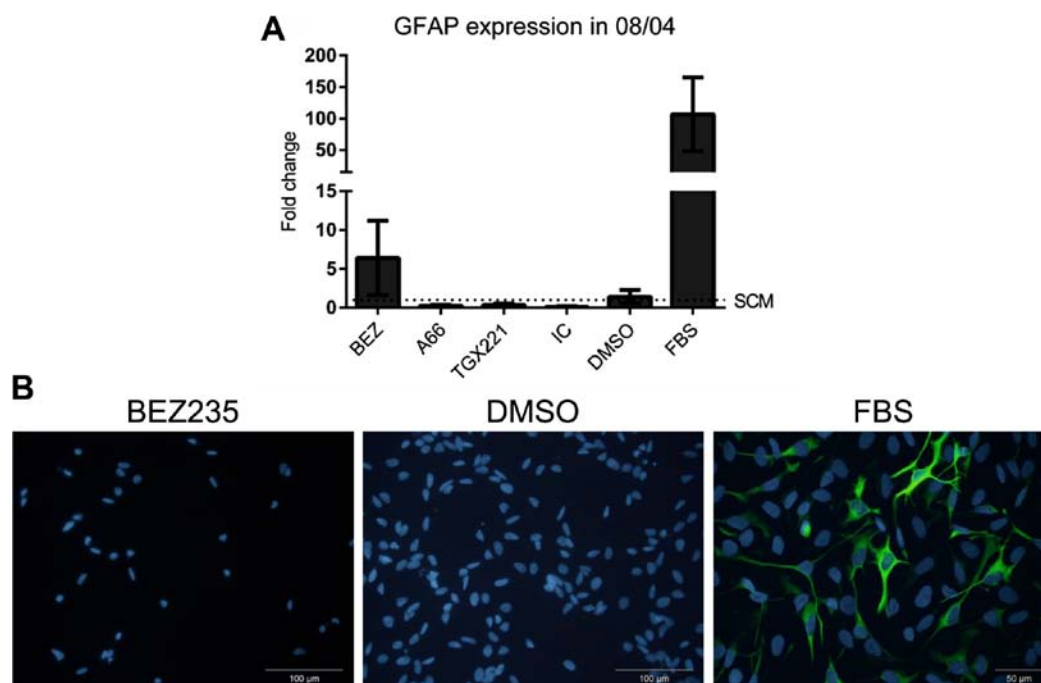 A
GFAP expression in 08/04
Fold change
200
150
100
50
15
10
5
0
SCM
BEZ
A66
TGX221
IC
DMSO
FBS
B
BEZ235
DMSO
FBS
100 µm
100 µm
50 µm